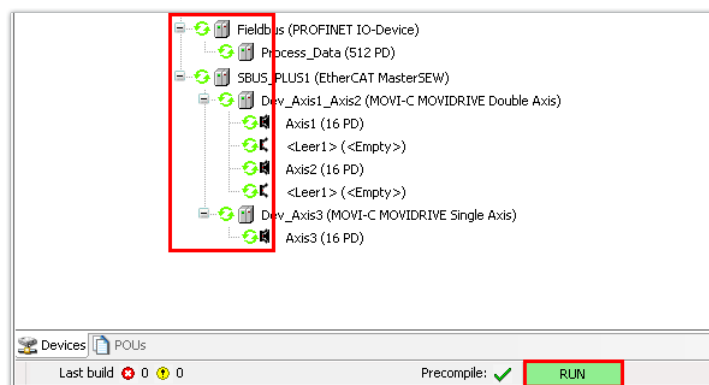 Fieldbus (PROFINET IO-Device)
Process_Data (512 PD)
SBUS_PLUS1 (EtherCAT MasterSEW)
Dev_Axis1_Axis2 (MOVI-C MOVIDRIVE Double Axis)
Axis1 (16 PD)
<Leer1> (<Empty>)
Axis2 (16 PD)
<Leer1> (<Empty>)
Dev_Axis3 (MOVI-C MOVIDRIVE Single Axis)
Axis3 (16 PD)
Devices POUs
Last build 0 0 Precompile: RUN